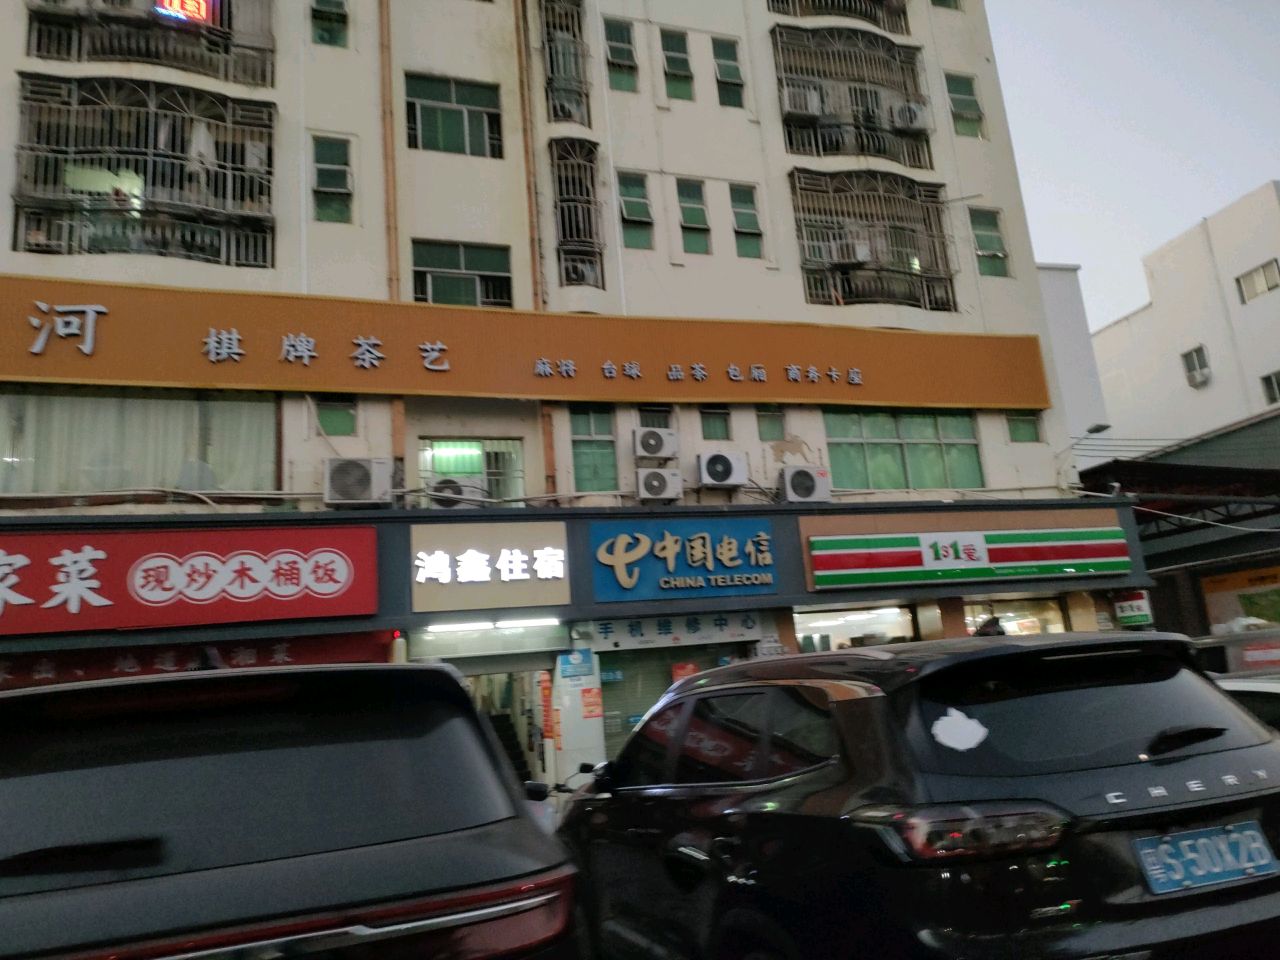 河 棋牌茶艺 麻将 台球 品茶 包厢 商务卡座
家菜 现炒木桶饭
鸿鑫住宿
中国电信
CHINA TELECOM
131爱
手机维修中心
CHERY
S·50X2B